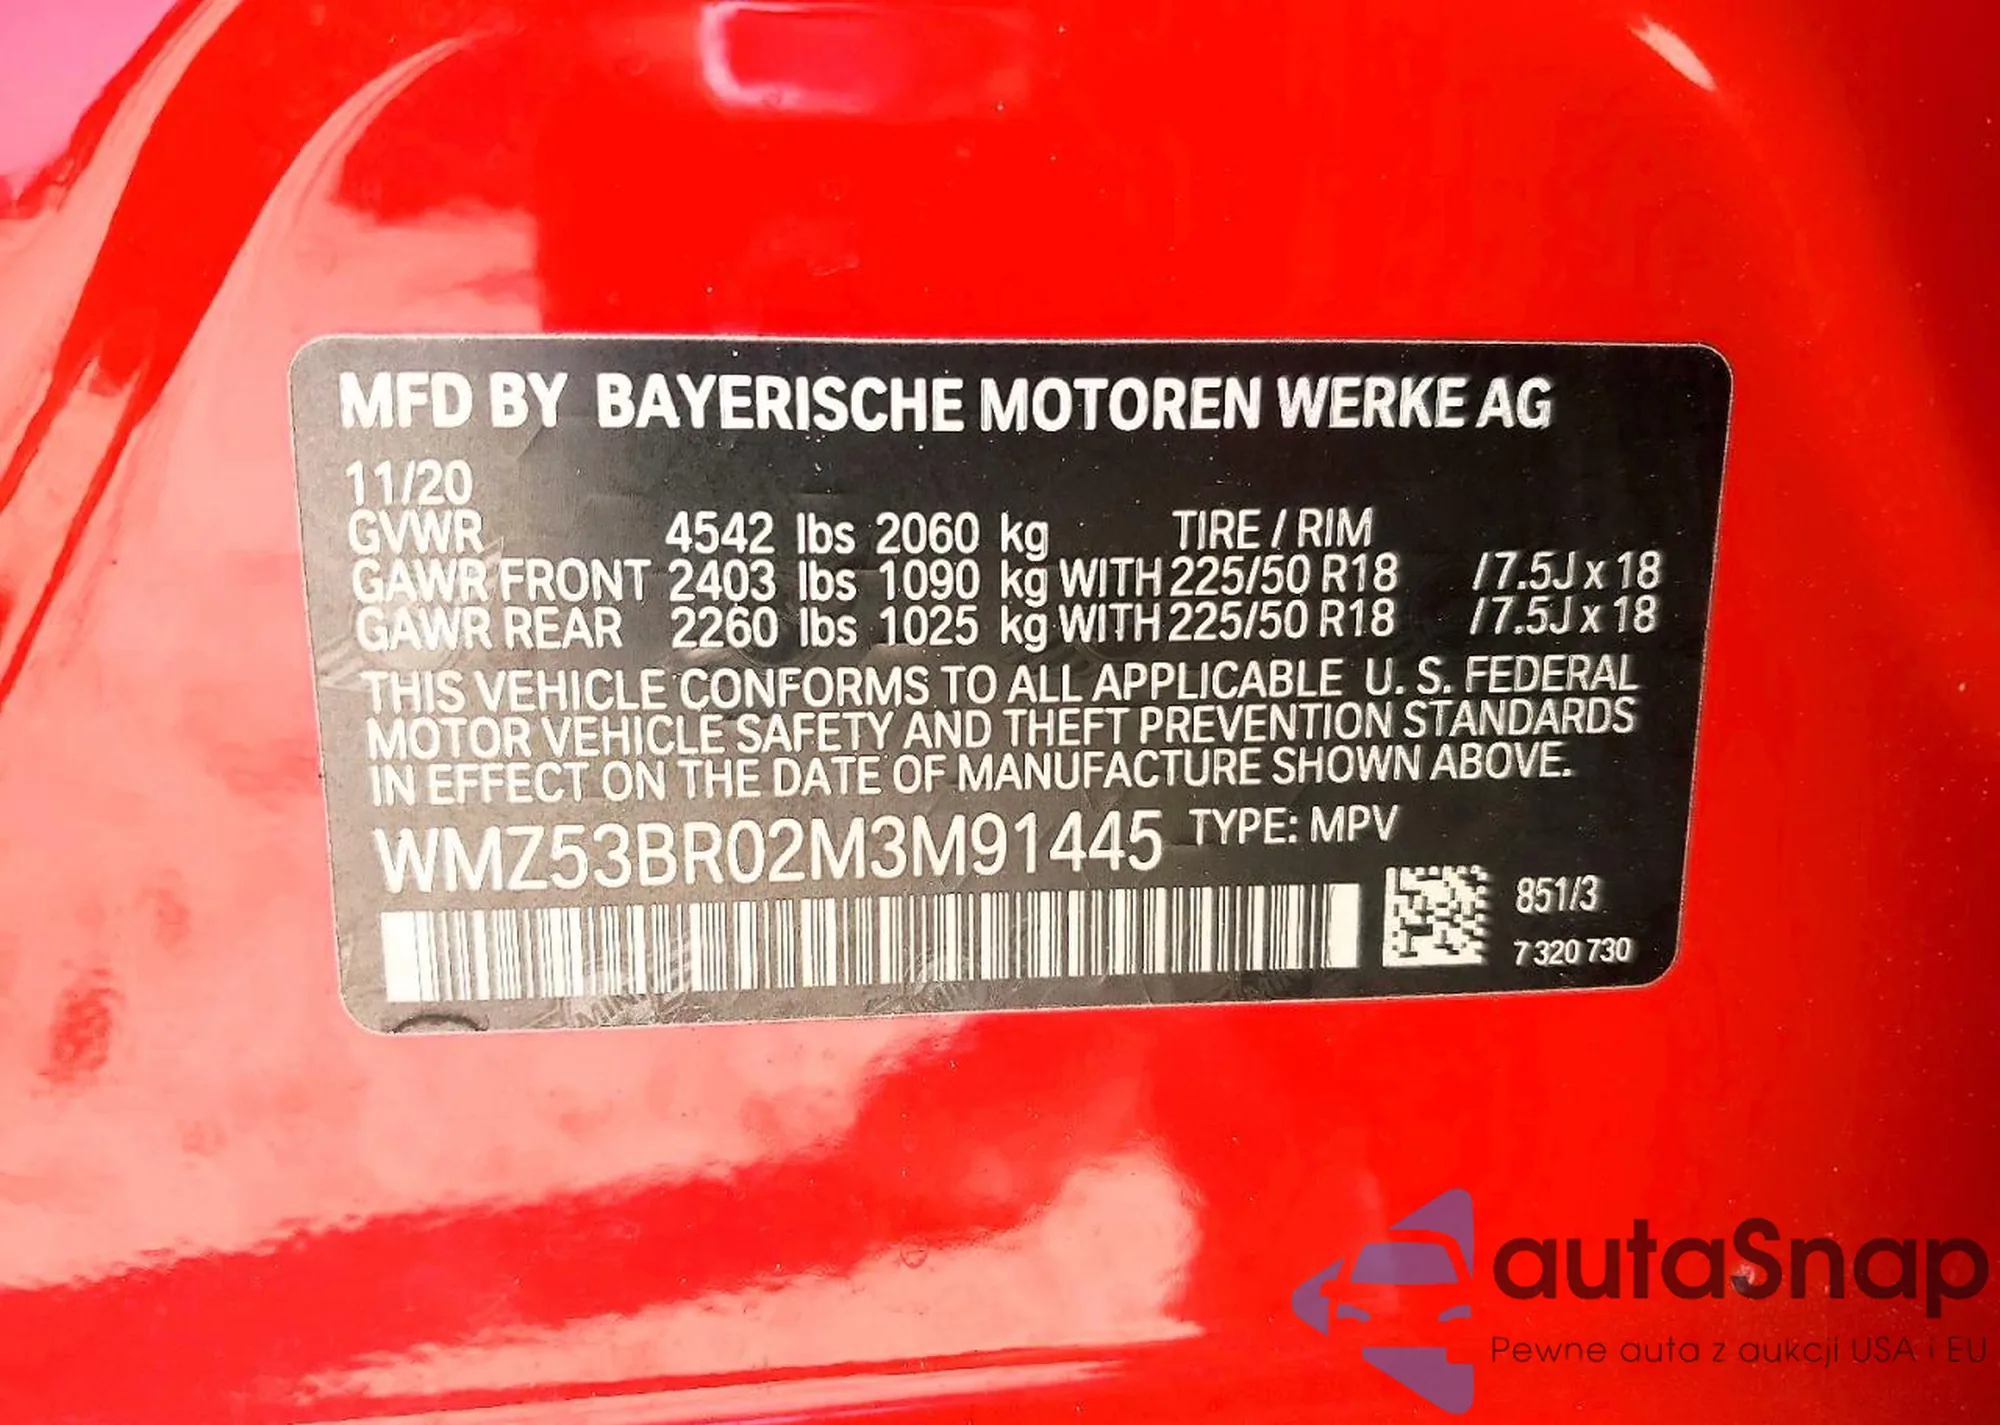 MFD BY BAYERISCHE MOTOREN WERKE AG
11/20
GVWR 4542 lbs 2060 kg TIRE / RIM
GAWR FRONT 2403 lbs 1090 kg WITH 225/50 R18 /7.5J x 18
GAWR REAR 2260 lbs 1025 kg WITH 225/50 R18 /7.5J x 18
THIS VEHICLE CONFORMS TO ALL APPLICABLE U. S. FEDERAL
MOTOR VEHICLE SAFETY AND THEFT PREVENTION STANDARDS
IN EFFECT ON THE DATE OF MANUFACTURE SHOWN ABOVE.
WMZ53BR02M3M91445 TYPE: MPV
851/3
7 320 730
autaSnap
Pewne auta z aukcji USA i EU